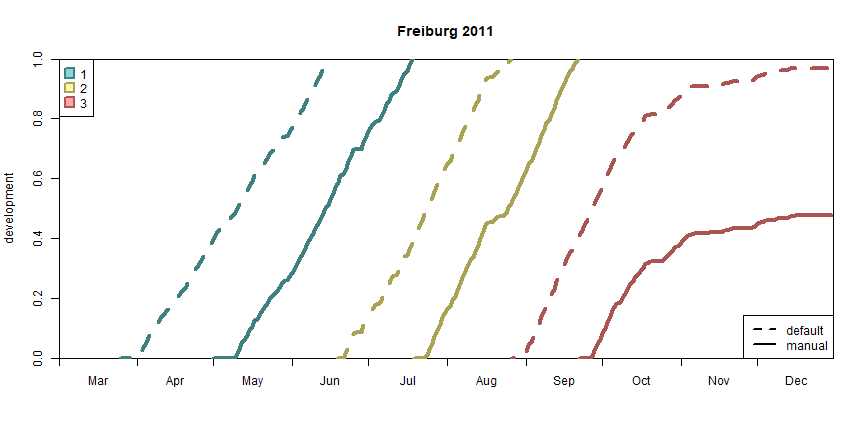 Freiburg 2011
development
0.0
0.2
0.4
0.6
0.8
1.0
1
2
3
default
manual
Mar Apr May Jun Jul Aug Sep Oct Nov Dec